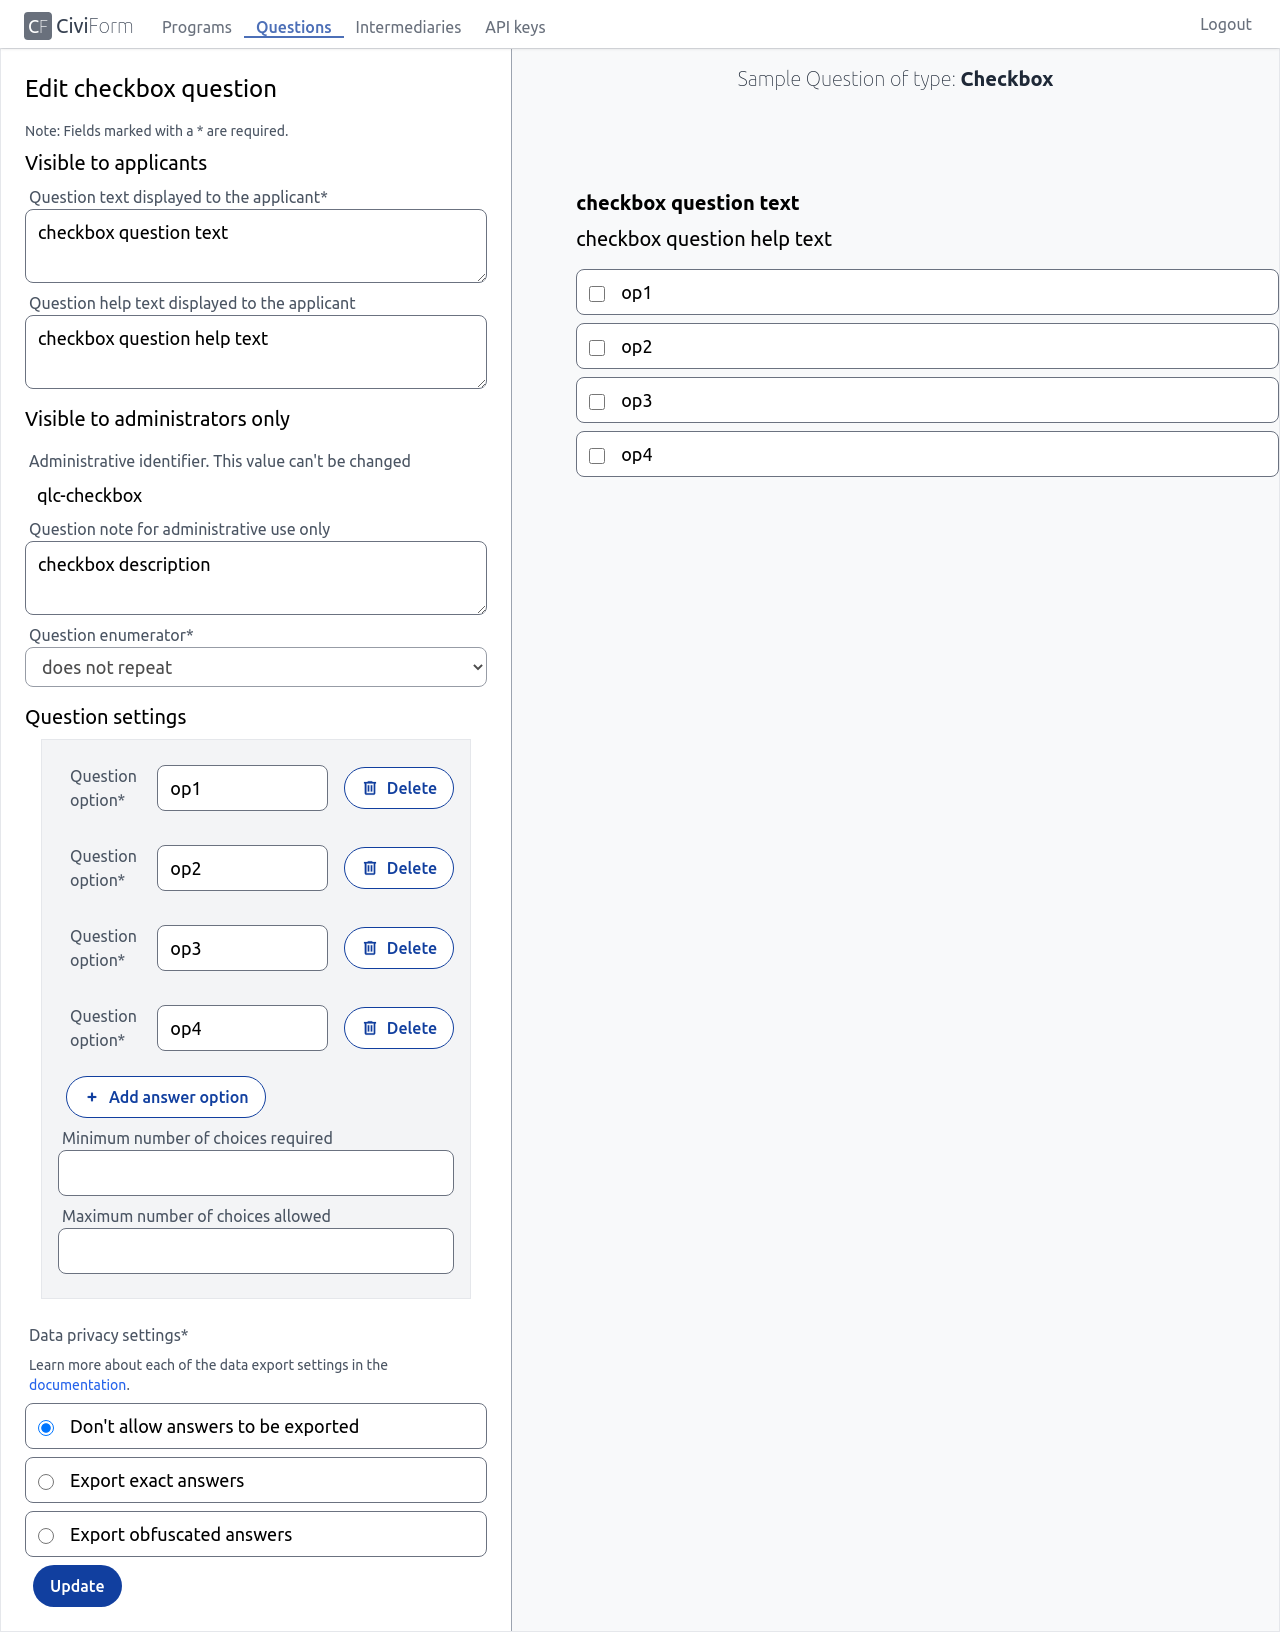 CF CiviForm Programs Questions Intermediaries API keys Logout
Edit checkbox question
Note: Fields marked with a * are required.
Visible to applicants
Question text displayed to the applicant*
checkbox question text
Question help text displayed to the applicant
checkbox question help text
Visible to administrators only
Administrative identifier. This value can't be changed
qlc-checkbox
Question note for administrative use only
checkbox description
Question enumerator*
does not repeat
Question settings
Question
option*
op1
Delete
Question
option*
op2
Delete
Question
option*
op3
Delete
Question
option*
op4
Delete
+ Add answer option
Minimum number of choices required
Maximum number of choices allowed
Data privacy settings*
Learn more about each of the data export settings in the
documentation.
Don't allow answers to be exported
Export exact answers
Export obfuscated answers
Update
Sample Question of type: Checkbox
checkbox question text
checkbox question help text
op1
op2
op3
op4